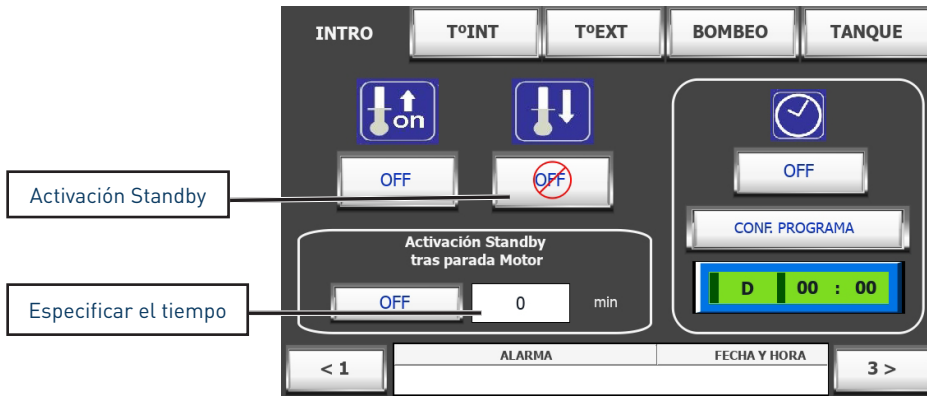 INTRO
TºINT
TºEXT
BOMBEO
TANQUE
on
OFF
OFF
OFF
Activación Standby
CONF. PROGRAMA
Activación Standby
tras parada Motor
D 00 : 00
Especificar el tiempo
OFF
0
min
< 1
ALARMA
FECHA Y HORA
3 >